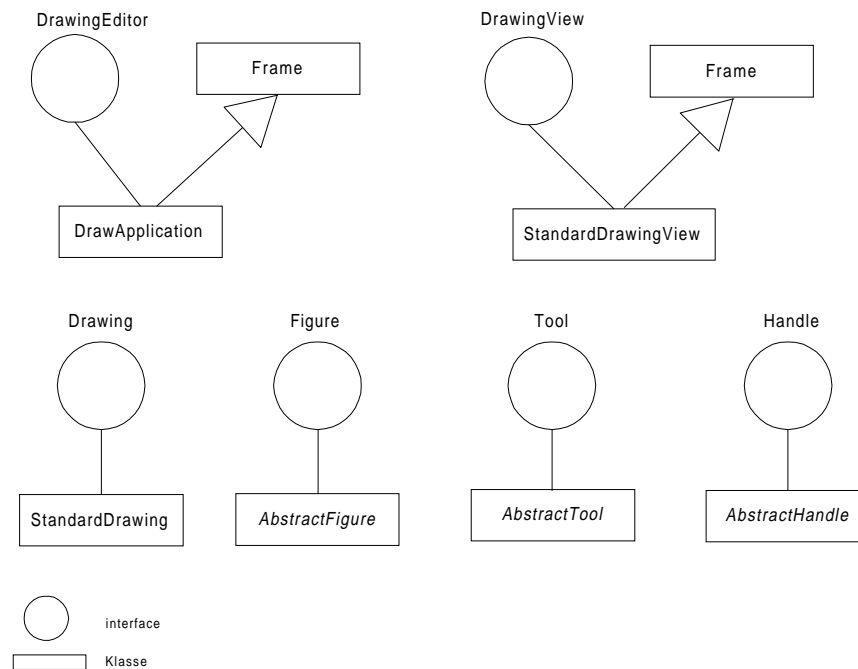 DrawingEditor
Frame
DrawApplication
DrawingView
Frame
StandardDrawingView
Drawing
Figure
Tool
Handle
StandardDrawing
AbstractFigure
AbstractTool
AbstractHandle
interface
Klasse